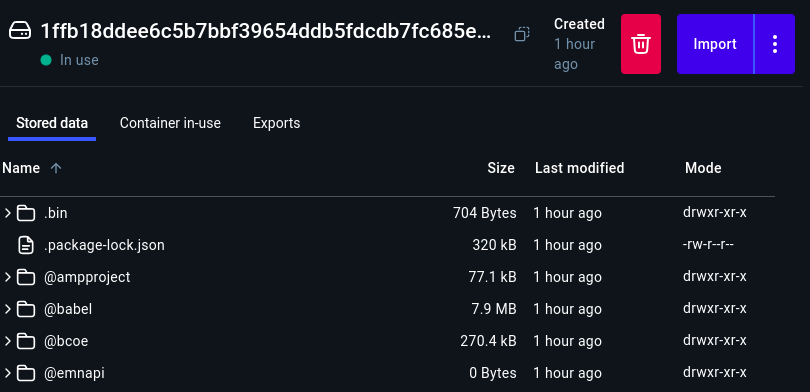 1ffb18ddee6c5b7bbf39654ddb5fdcdb7fc685e...
In use
Created
1 hour
ago
Import
Stored data Container in-use Exports
Name Size Last modified Mode
.bin 704 Bytes 1 hour ago drwxr-xr-x
.package-lock.json 320 kB 1 hour ago -rw-r--r--
@ampproject 77.1 kB 1 hour ago drwxr-xr-x
@babel 7.9 MB 1 hour ago drwxr-xr-x
@bcoe 270.4 kB 1 hour ago drwxr-xr-x
@emnapi 0 Bytes 1 hour ago drwxr-xr-x